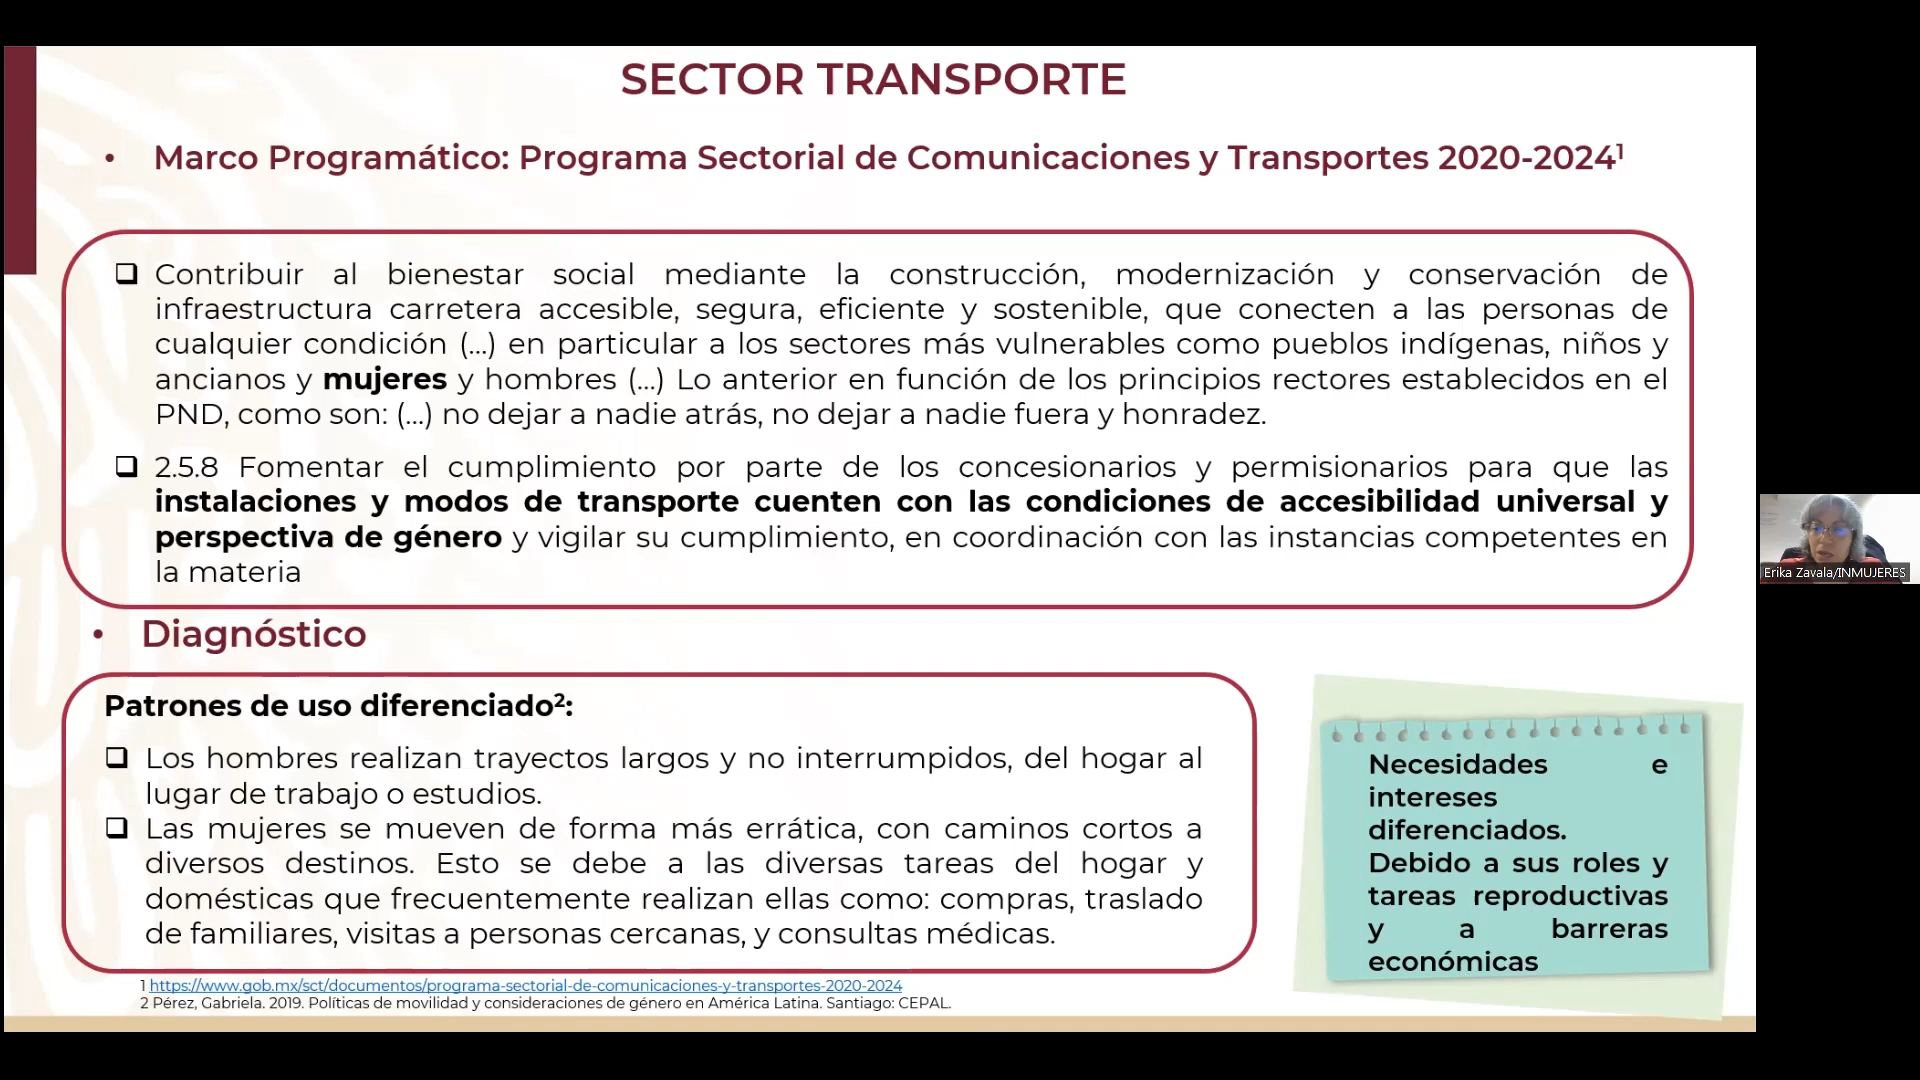 SECTOR TRANSPORTE
• Marco Programático: Programa Sectorial de Comunicaciones y Transportes 2020-2024¹
❑ Contribuir al bienestar social mediante la construcción, modernización y conservación de
infraestructura carretera accesible, segura, eficiente y sostenible, que conecten a las personas de
cualquier condición (...) en particular a los sectores más vulnerables como pueblos indígenas, niños y
ancianos y mujeres y hombres (...) Lo anterior en función de los principios rectores establecidos en el
PND, como son: (...) no dejar a nadie atrás, no dejar a nadie fuera y honradez.
❑ 2.5.8 Fomentar el cumplimiento por parte de los concesionarios y permisionarios para que las
instalaciones y modos de transporte cuenten con las condiciones de accesibilidad universal y
perspectiva de género y vigilar su cumplimiento, en coordinación con las instancias competentes en
la materia
• Diagnóstico
Patrones de uso diferenciado²:
❑ Los hombres realizan trayectos largos y no interrumpidos, del hogar al
lugar de trabajo o estudios.
❑ Las mujeres se mueven de forma más errática, con caminos cortos a
diversos destinos. Esto se debe a las diversas tareas del hogar y
domésticas que frecuentemente realizan ellas como: compras, traslado
de familiares, visitas a personas cercanas, y consultas médicas.
Necesidades e
intereses
diferenciados.
Debido a sus roles y
tareas reproductivas
y a barreras
económicas
1 https://www.gob.mx/sct/documentos/programa-sectorial-de-comunicaciones-y-transportes-2020-2024
2 Pérez, Gabriela. 2019. Políticas de movilidad y consideraciones de género en América Latina. Santiago: CEPAL.
Erika Zavala/INMUJERES